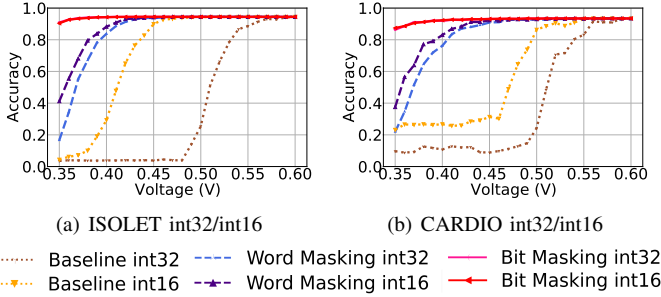 1.0
0.8
0.6
0.4
0.2
0.0
Accuracy
0.35 0.40 0.45 0.50 0.55 0.60
Voltage (V)
(a) ISOLET int32/int16
1.0
0.8
0.6
0.4
0.2
0.0
Accuracy
0.35 0.40 0.45 0.50 0.55 0.60
Voltage (V)
(b) CARDIO int32/int16
Baseline int32 Word Masking int32 Bit Masking int32
Baseline int16 Word Masking int16 Bit Masking int16